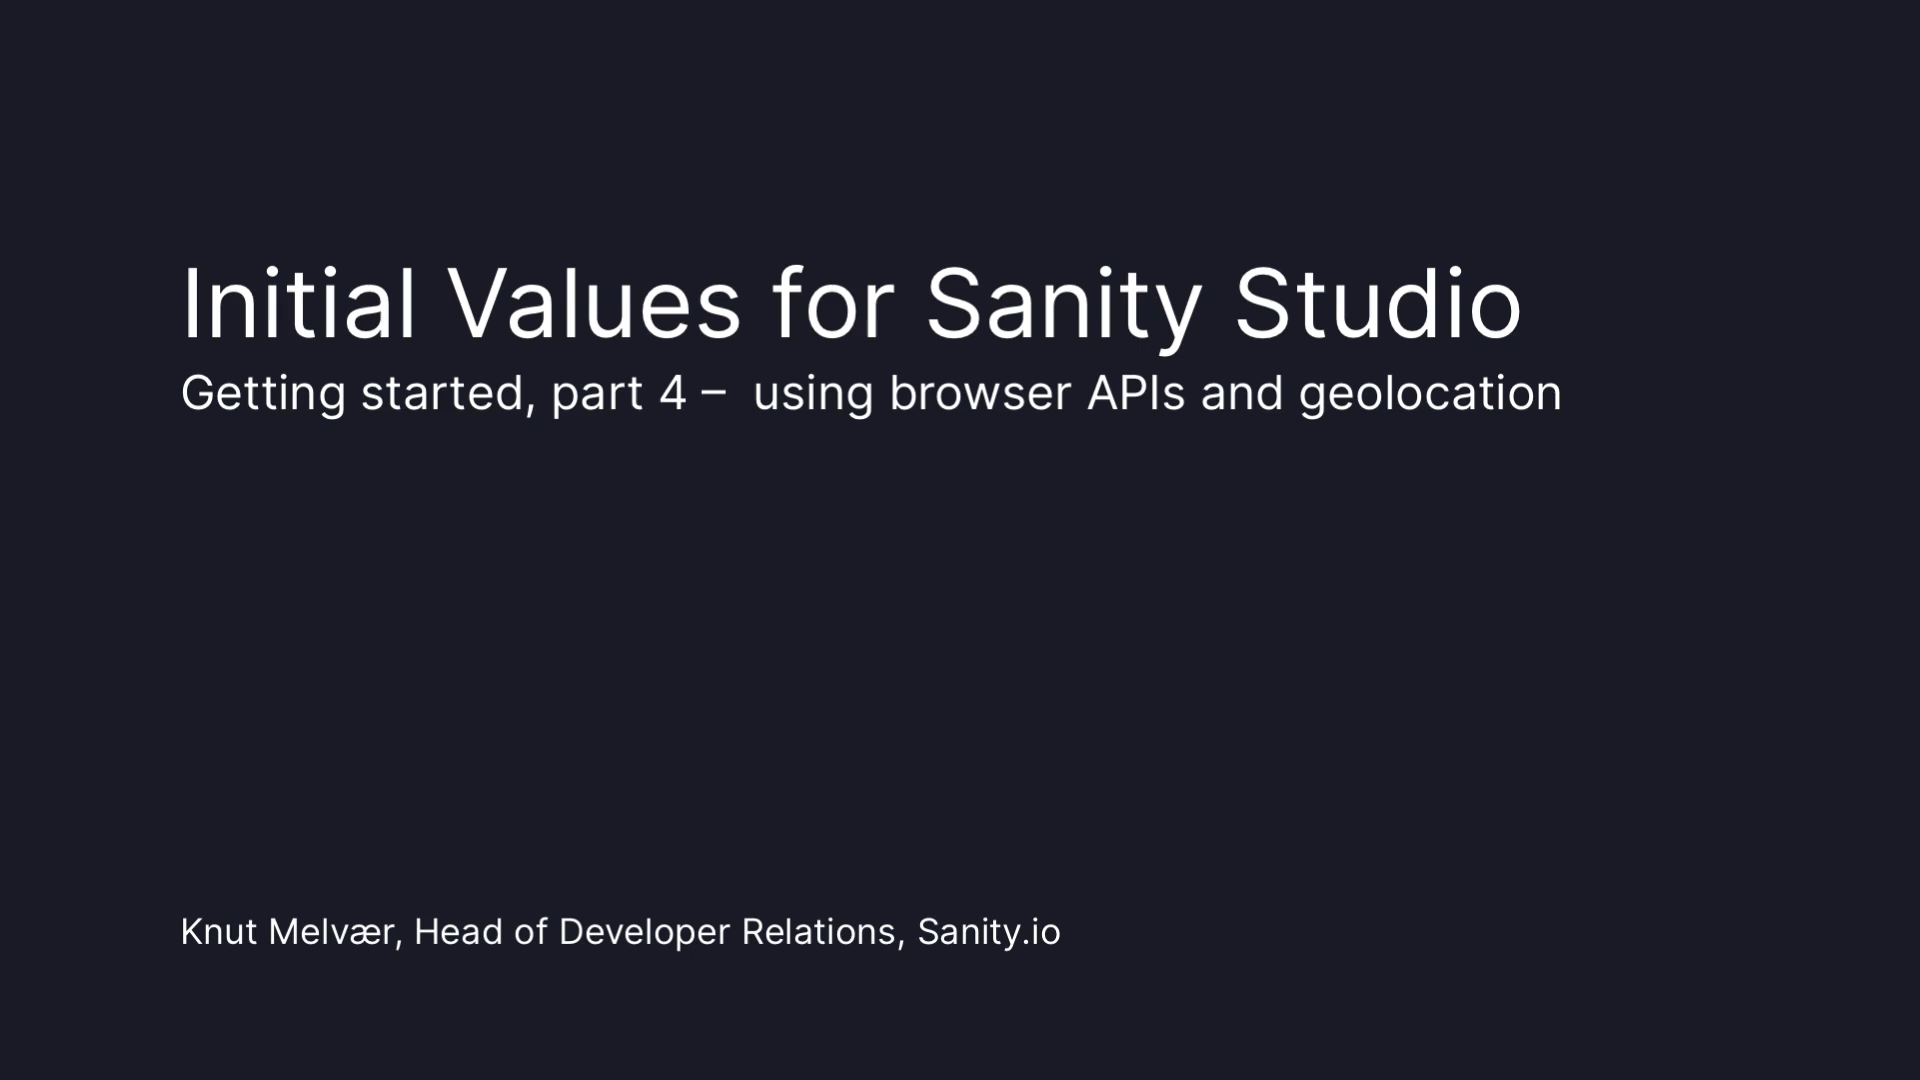 Initial Values for Sanity Studio
Getting started, part 4 –  using browser APIs and geolocation
Knut Melvær, Head of Developer Relations, Sanity.io